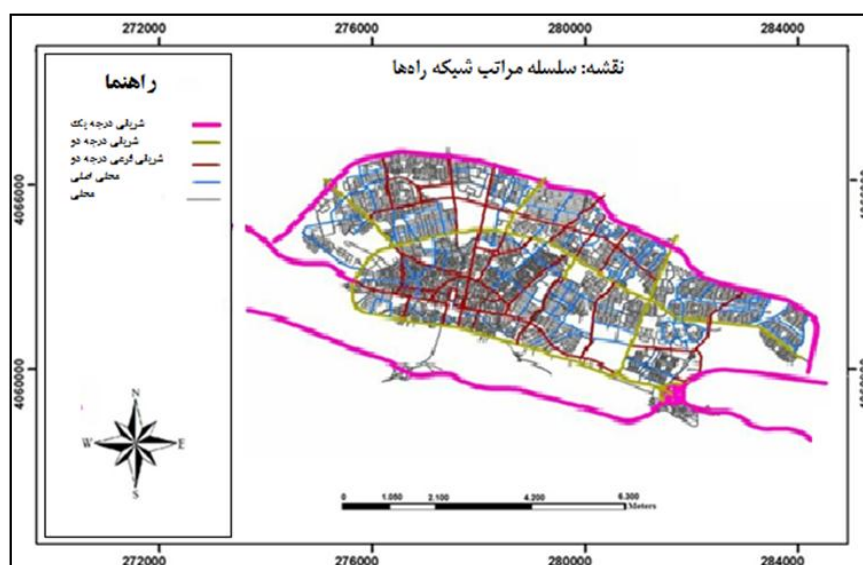 272000 276000 280000 284000
نقشه: سلسله مراتب شبکه راه‌ها
راهنما
شریانی درجه یک
شریانی درجه دو
شریانی فرعی درجه دو
محلی اصلی
محلی
4066000 4066000
4060000 4060000
N
W E
S
0 1.050 2.100 4.200 6.300
Meters
272000 276000 280000 284000